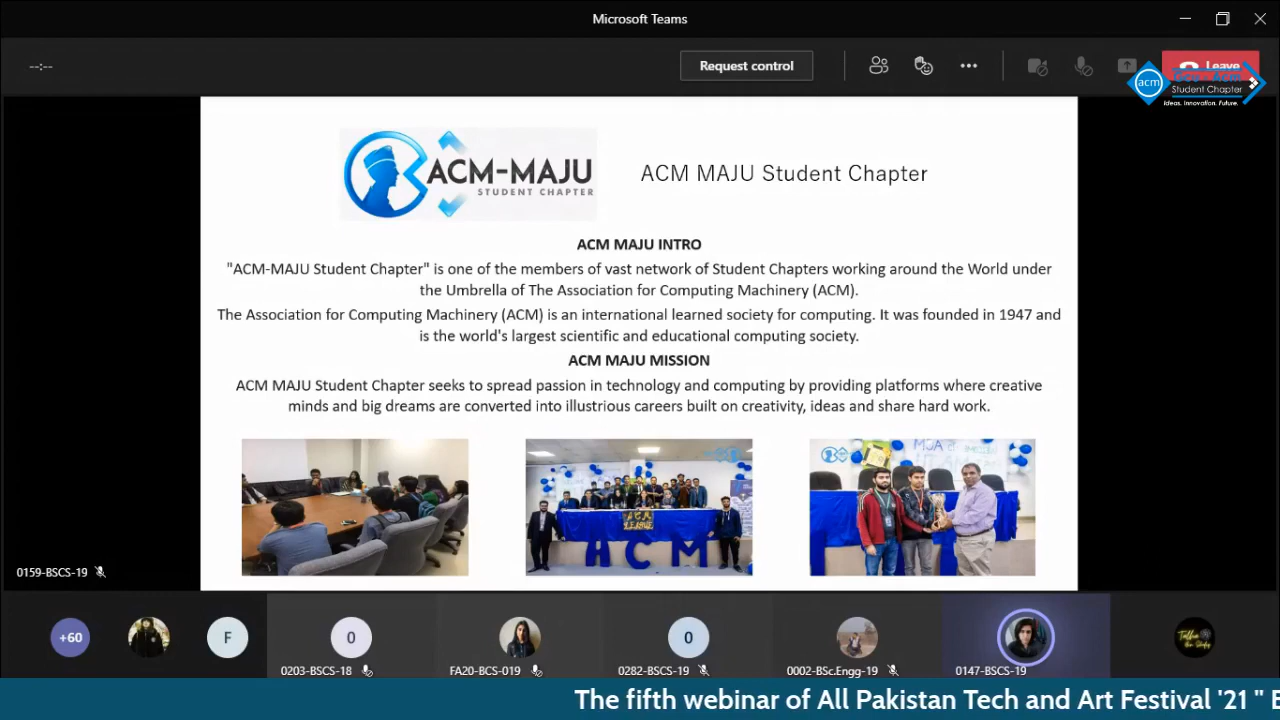 Microsoft Teams
--:--
Request control
Leave
acm
Student Chapter
Ideas. Innovation. Future.
ACM-MAJU
STUDENT CHAPTER
ACM MAJU Student Chapter
ACM MAJU INTRO
"ACM-MAJU Student Chapter" is one of the members of vast network of Student Chapters working around the World under
the Umbrella of The Association for Computing Machinery (ACM).
The Association for Computing Machinery (ACM) is an international learned society for computing. It was founded in 1947 and
is the world's largest scientific and educational computing society.
ACM MAJU MISSION
ACM MAJU Student Chapter seeks to spread passion in technology and computing by providing platforms where creative
minds and big dreams are converted into illustrious careers built on creativity, ideas and share hard work.
ACM
LEAGUE
ACM
0159-BSCS-19
+60
F
0
0
0203-BSCS-18
FA20-BCS-019
0282-BSCS-19
0002-BSc.Engg-19
0147-BSCS-19
The fifth webinar of All Pakistan Tech and Art Festival '21 "